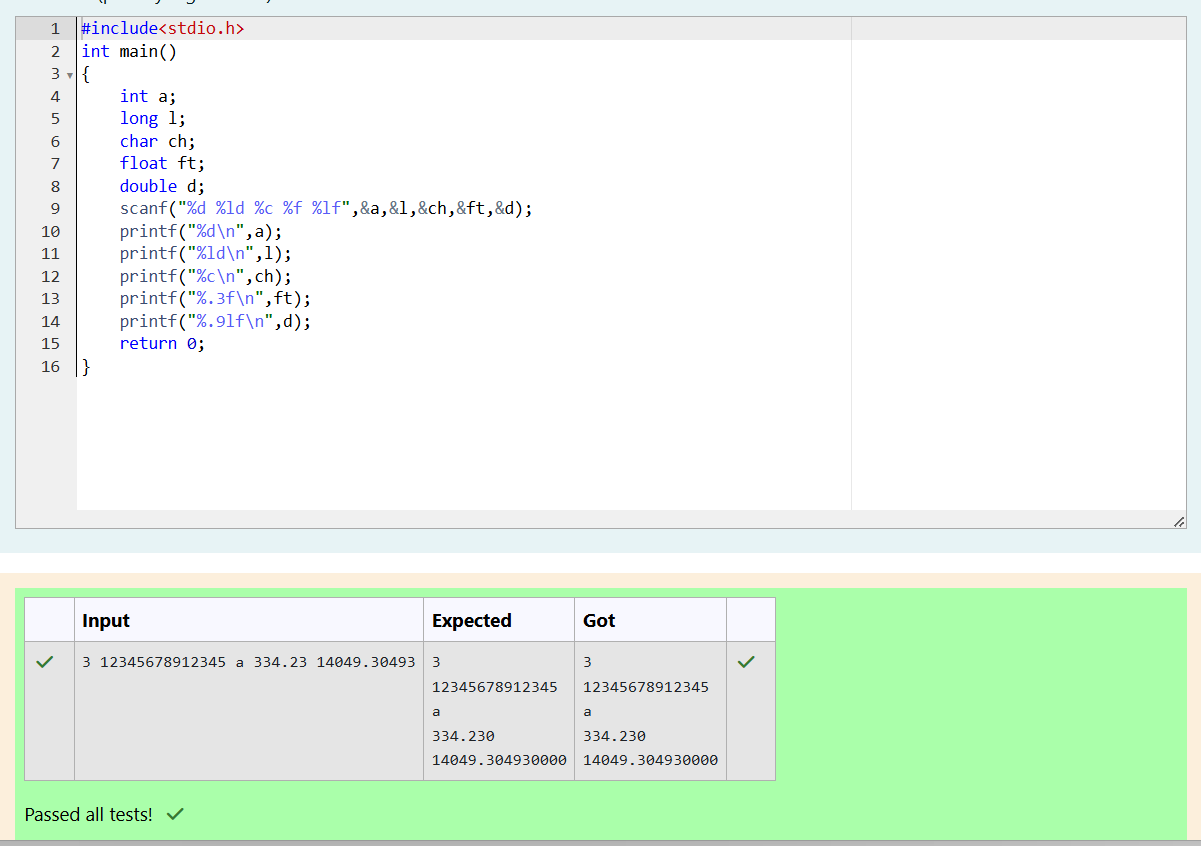 1 #include<stdio.h>
2 int main()
3 {
4     int a;
5     long l;
6     char ch;
7     float ft;
8     double d;
9     scanf("%d %ld %c %f %lf",&a,&l,&ch,&ft,&d);
10     printf("%d\n",a);
11     printf("%ld\n",l);
12     printf("%c\n",ch);
13     printf("%.3f\n",ft);
14     printf("%.9lf\n",d);
15     return 0;
16 }
Input Expected Got
3 12345678912345 a 334.23 14049.30493 3 3
12345678912345 12345678912345
a a
334.230 334.230
14049.304930000 14049.304930000
Passed all tests!